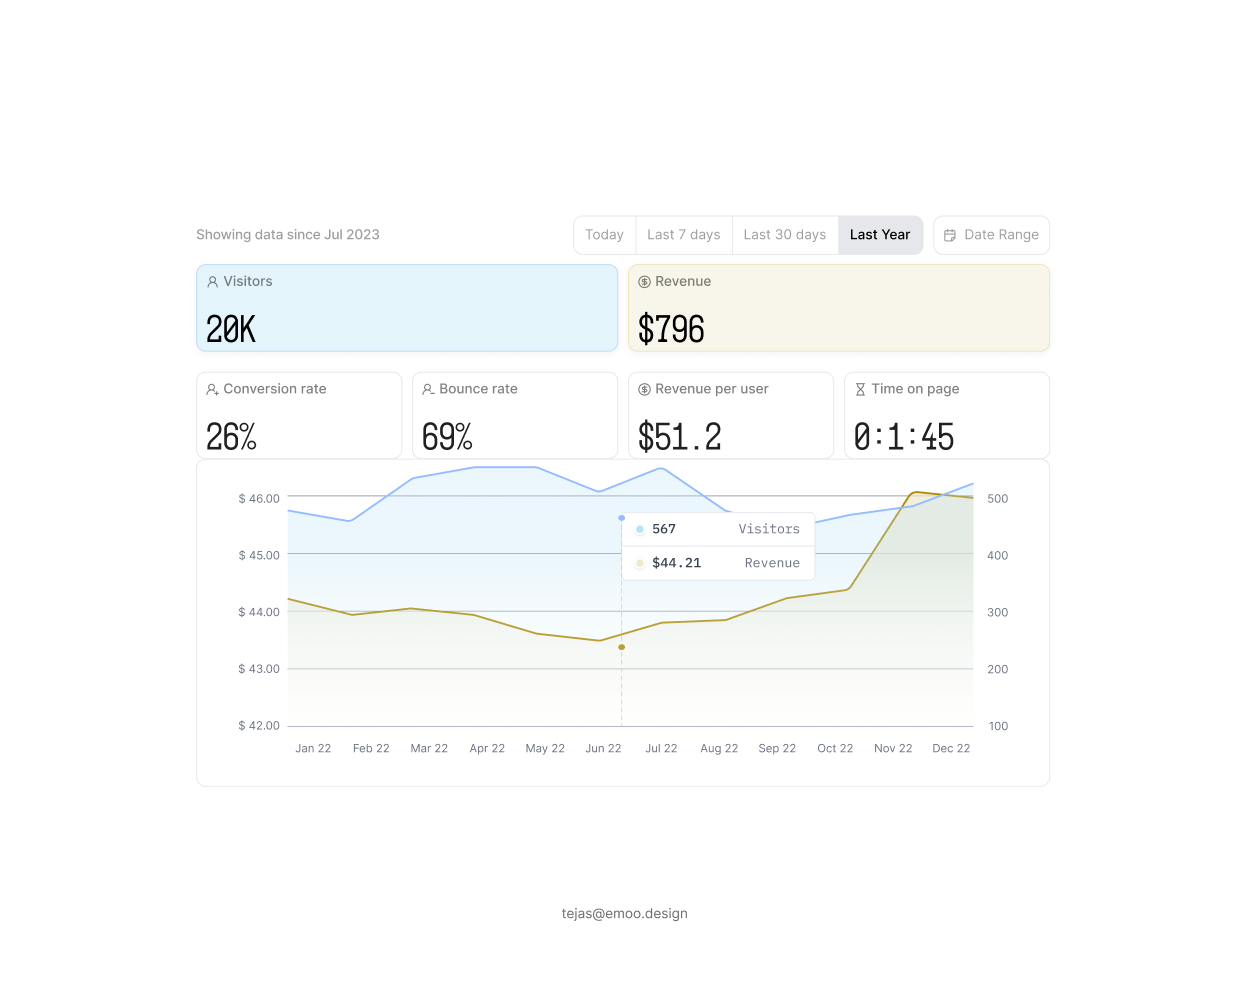 Showing data since Jul 2023
Today Last 7 days Last 30 days Last Year Date Range
Visitors
20K
Revenue
$796
Conversion rate
26%
Bounce rate
69%
Revenue per user
$51.2
Time on page
0:1:45
$ 46.00
$ 45.00
$ 44.00
$ 43.00
$ 42.00
567 Visitors
$44.21 Revenue
500
400
300
200
100
Jan 22 Feb 22 Mar 22 Apr 22 May 22 Jun 22 Jul 22 Aug 22 Sep 22 Oct 22 Nov 22 Dec 22
tejas@emoo.design